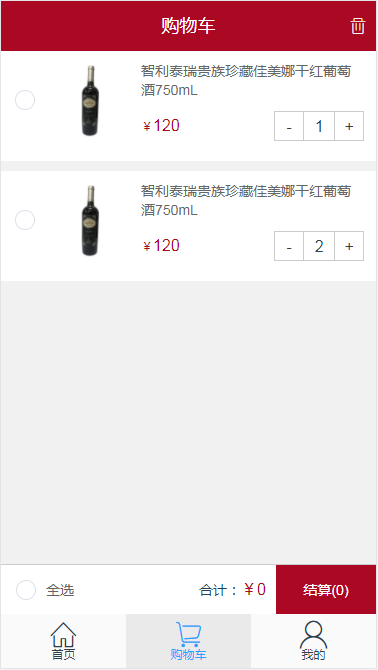 购物车
智利泰瑞贵族珍藏佳美娜干红葡萄
酒750mL
￥120
- 1 +
智利泰瑞贵族珍藏佳美娜干红葡萄
酒750mL
￥120
- 2 +
全选 合计：￥0 结算(0)
首页 购物车 我的